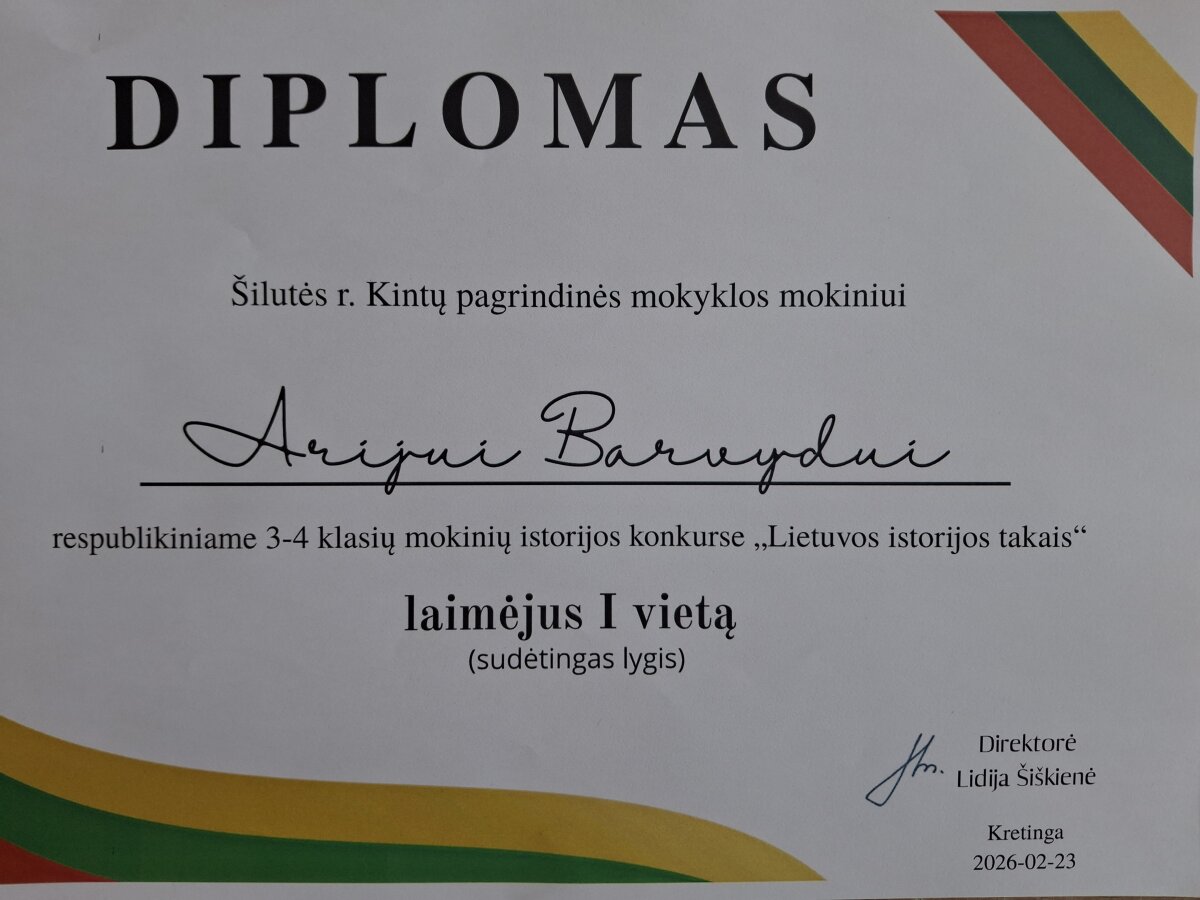 DIPLOMAS
Šilutės r. Kintų pagrindinės mokyklos mokiniui
Arijui Barvydui
respublikiniame 3-4 klasių mokinių istorijos konkurse „Lietuvos istorijos takais“
laimėjus I vietą
(sudėtingas lygis)
Direktorė
Lidija Šiškienė
Kretinga
2026-02-23